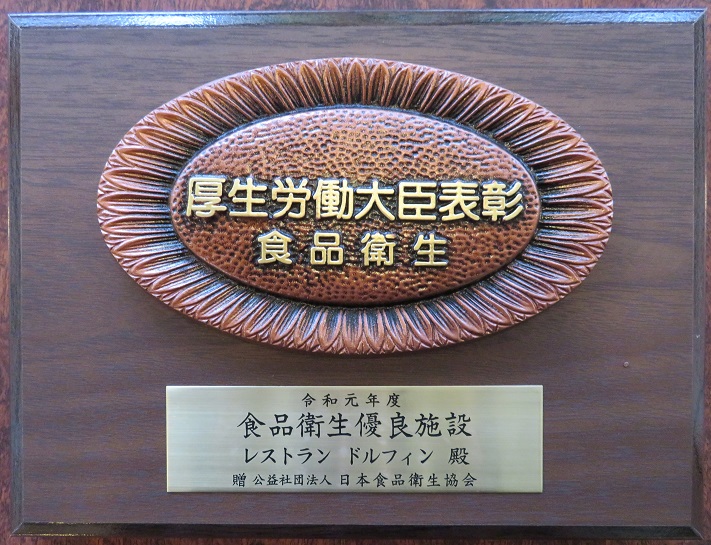 厚生労働大臣表彰
食品衛生
令和元年度
食品衛生優良施設
レストラン ドルフィン 殿
贈 公益社団法人 日本食品衛生協会